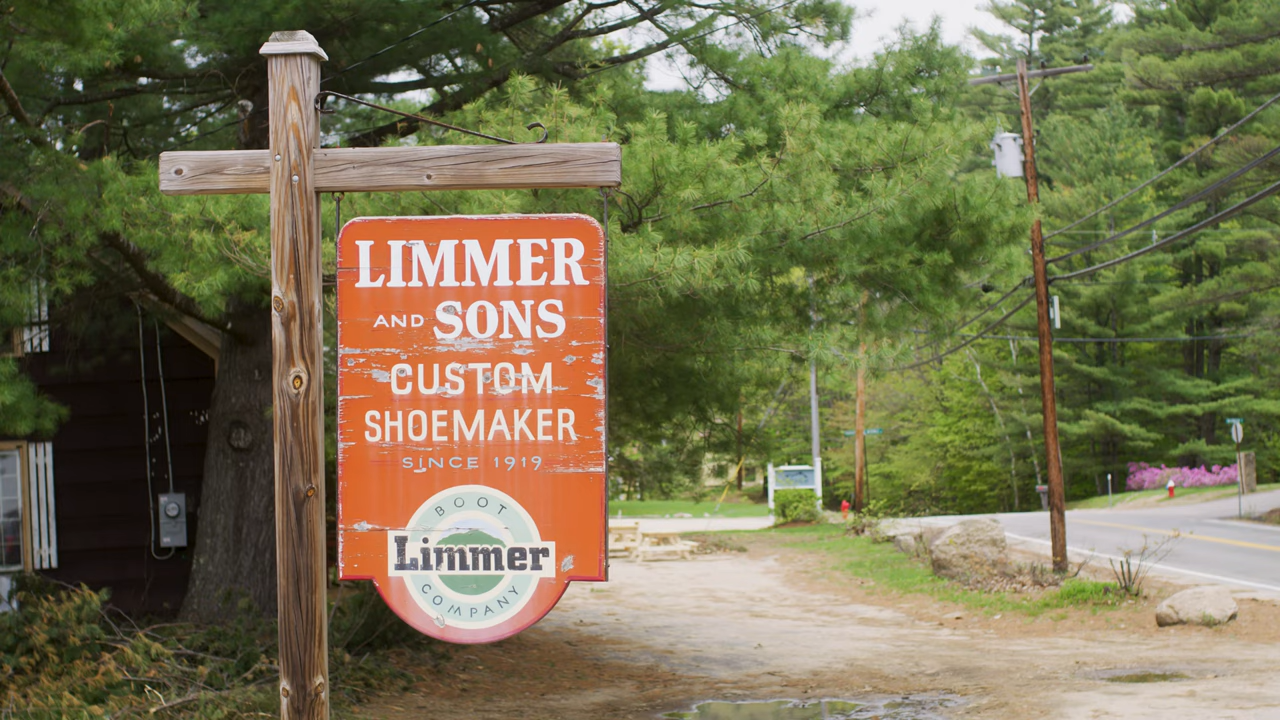 LIMMER
AND SONS
CUSTOM
SHOEMAKER
SINCE 1919
BOOT
Limmer
COMPANY